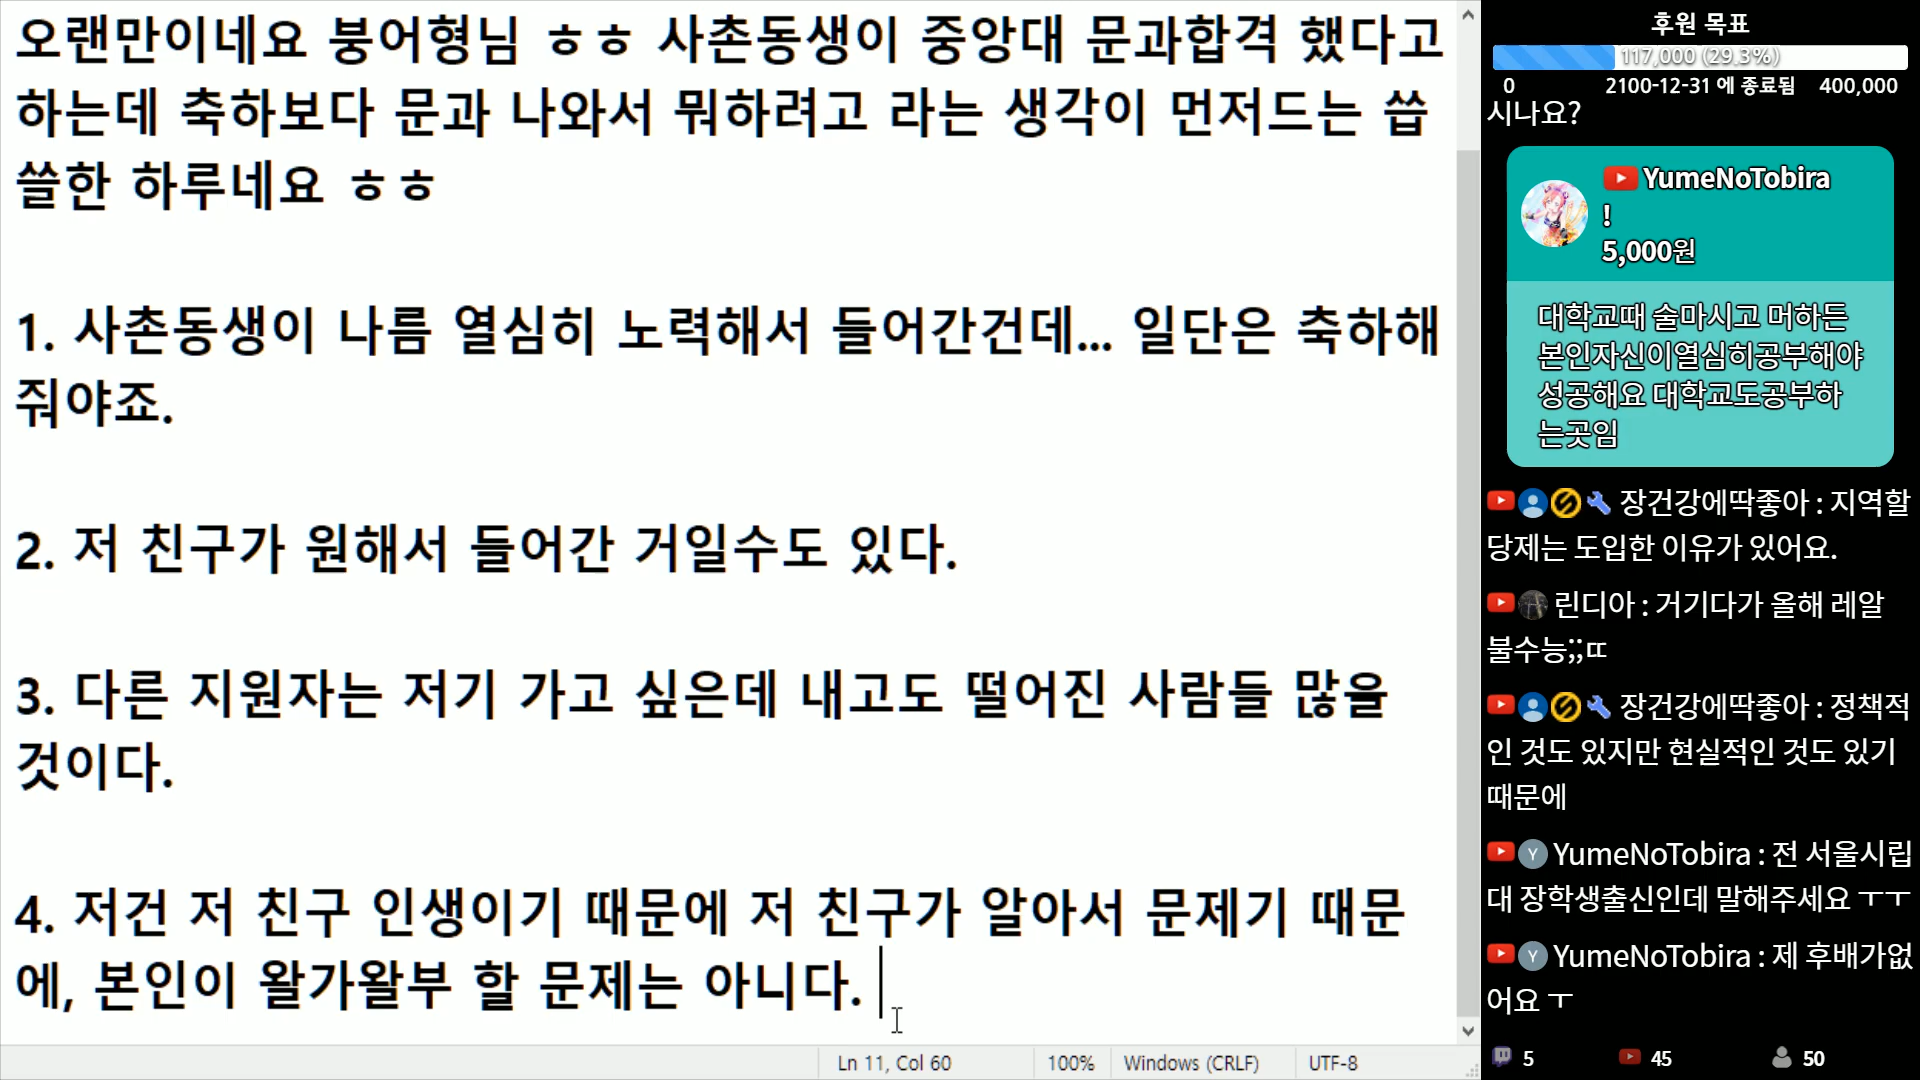 오랜만이네요 붕어형님 ㅎㅎ 사촌동생이 중앙대 문과합격 했다고
하는데 축하보다 문과 나와서 뭐하려고 라는 생각이 먼저드는 씁
쓸한 하루네요 ㅎㅎ
1. 사촌동생이 나름 열심히 노력해서 들어간건데... 일단은 축하해
줘야죠.
2. 저 친구가 원해서 들어간 거일수도 있다.
3. 다른 지원자는 저기 가고 싶은데 내고도 떨어진 사람들 많을
것이다.
4. 저건 저 친구 인생이기 때문에 저 친구가 알아서 문제기 때문
에, 본인이 왈가왈부 할 문제는 아니다.
Ln 11, Col 60
100%
Windows (CRLF)
UTF-8
후원 목표
117,000 (29.3%)
0
2100-12-31 에 종료됨
400,000
시나요?
YumeNoTobira
!
5,000원
대학교때 술마시고 머하든
본인자신이열심히공부해야
성공해요 대학교도공부하
는곳임
장건강에딱좋아 : 지역할
당제는 도입한 이유가 있어요.
린디아 : 거기다가 올해 레알
불수능;;ㄸ
장건강에딱좋아 : 정책적
인 것도 있지만 현실적인 것도 있기
때문에
Y YumeNoTobira : 전 서울시립
대 장학생출신인데 말해주세요 ㅜㅜ
Y YumeNoTobira : 제 후배가없
어요 ㅜ
5
45
50